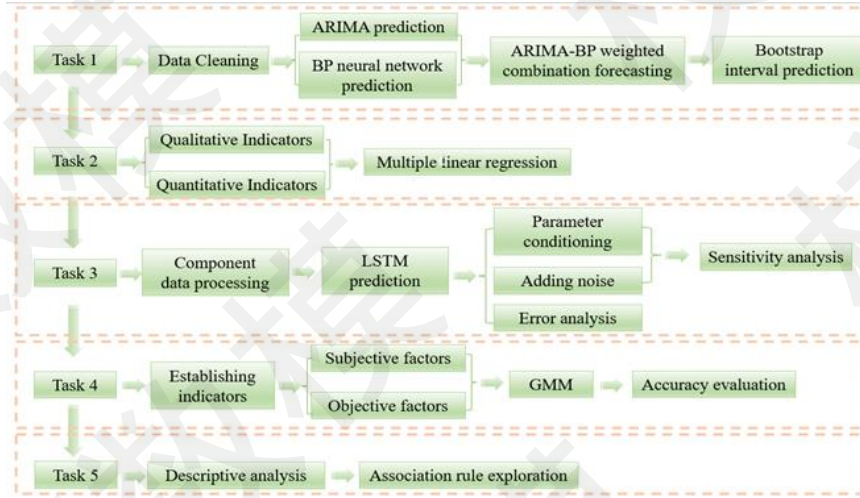 ARIMA prediction
Task 1
Data Cleaning
BP neural network
prediction
ARIMA-BP weighted
combination forecasting
Bootstrap
interval prediction
Task 2
Qualitative Indicators
Quantitative Indicators
Multiple linear regression
Task 3
Component
data processing
LSTM
prediction
Parameter
conditioning
Adding noise
Error analysis
Sensitivity analysis
Task 4
Establishing
indicators
Subjective factors
Objective factors
GMM
Accuracy evaluation
Task 5
Descriptive analysis
Association rule exploration